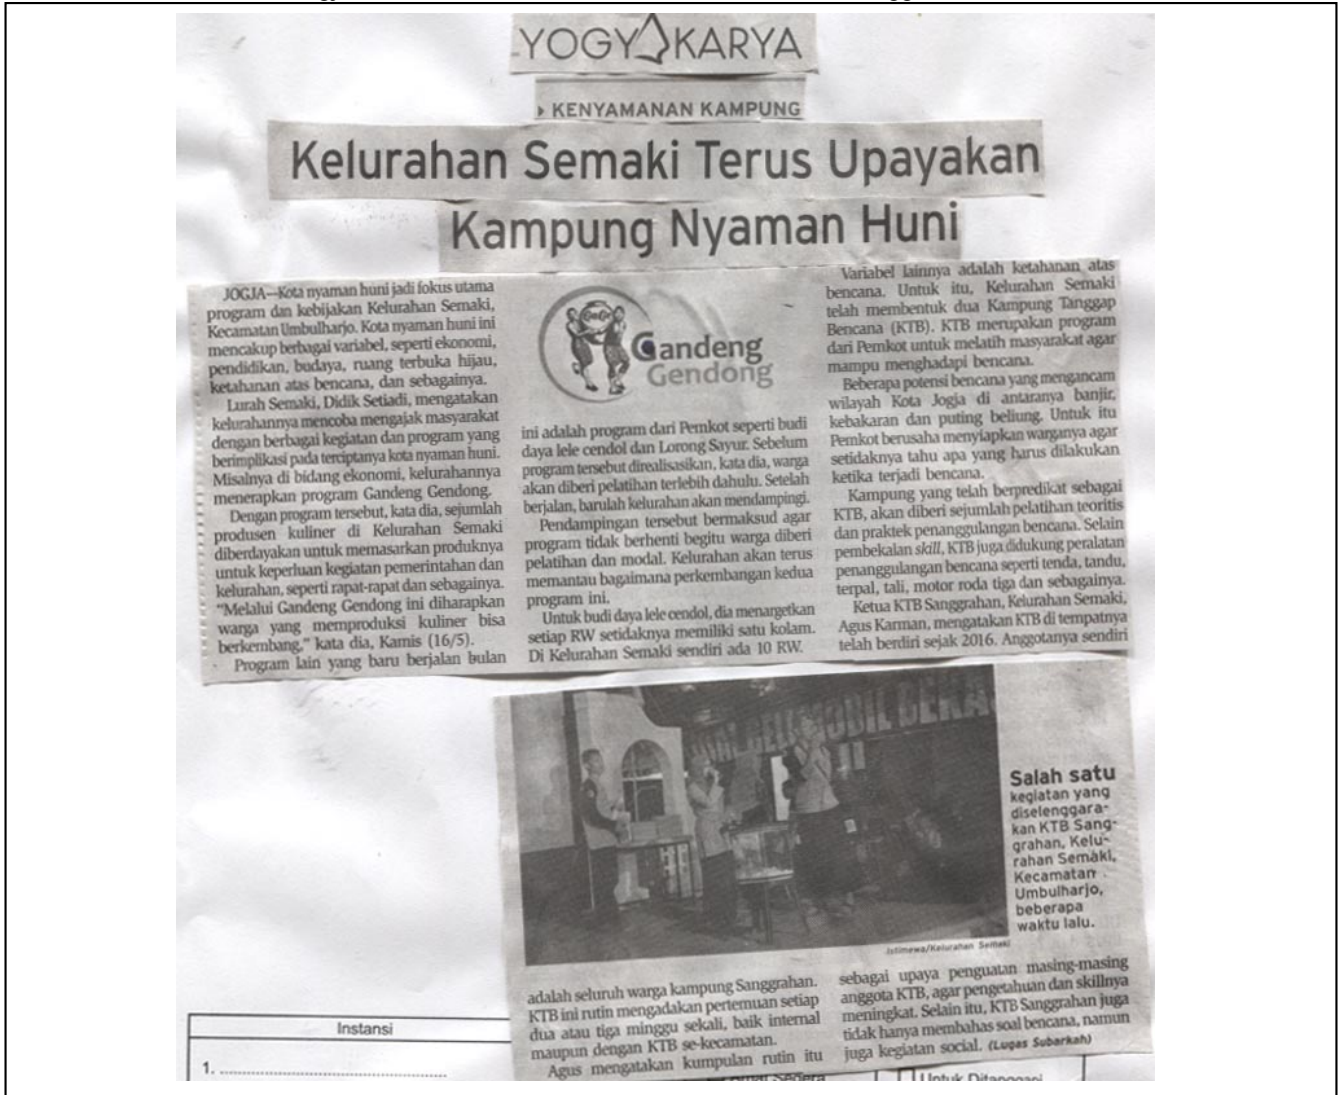 YOGYAKARYA
KENYAMANAN KAMPUNG
Kelurahan Semaki Terus Upayakan
Kampung Nyaman Huni
JOGJA—Kota nyaman huni jadi fokus utama
program dan kebijakan Kelurahan Semaki,
Kecamatan Umbulharjo. Kota nyaman huni ini
mencakup berbagai variabel, seperti ekonomi,
pendidikan, budaya, ruang terbuka hijau,
ketahanan atas bencana, dan sebagainya.
Lurah Semaki, Didik Setiadi, mengatakan
kelurahannya mencoba mengajak masyarakat
dengan berbagai kegiatan dan program yang
berimplikasi pada terciptanya kota nyaman huni.
Misalnya di bidang ekonomi, kelurahannya
menerapkan program Gandeng Gendong.
Dengan program tersebut, kata dia, sejumlah
produsen kuliner di Kelurahan Semaki
diberdayakan untuk memasarkan produknya
untuk keperluan kegiatan pemerintahan dan
kelurahan, seperti rapat-rapat dan sebagainya.
"Melalui Gandeng Gendong ini diharapkan
warga yang memproduksi kuliner bisa
berkembang," kata dia, Kamis (16/5).
Program lain yang baru berjalan bulan
GaGe
Gandeng
Gendong
ini adalah program dari Pemkot seperti budi
daya lele cendol dan Lorong Sayur. Sebelum
program tersebut direalisasikan, kata dia, warga
akan diberi pelatihan terlebih dahulu. Setelah
berjalan, barulah kelurahan akan mendampingi.
Pendampingan tersebut bermaksud agar
program tidak berhenti begitu warga diberi
pelatihan dan modal. Kelurahan akan terus
memantau bagaimana perkembangan kedua
program ini.
Untuk budi daya lele cendol, dia menargetkan
setiap RW setidaknya memiliki satu kolam.
Di Kelurahan Semaki sendiri ada 10 RW.
Variabel lainnya adalah ketahanan atas
bencana. Untuk itu, Kelurahan Semaki
telah membentuk dua Kampung Tanggap
Bencana (KTB). KTB merupakan program
dari Pemkot untuk melatih masyarakat agar
mampu menghadapi bencana.
Beberapa potensi bencana yang mengancam
wilayah Kota Jogja di antaranya banjir,
kebakaran dan puting beliung. Untuk itu
Pemkot berusaha menyiapkan warganya agar
setidaknya tahu apa yang harus dilakukan
ketika terjadi bencana.
Kampung yang telah berpredikat sebagai
KTB, akan diberi sejumlah pelatihan teoritis
dan praktek penanggulangan bencana. Selain
pembekalan skill, KTB juga didukung peralatan
penanggulangan bencana seperti tenda, tandu,
terpal, tali, motor roda tiga dan sebagainya.
Ketua KTB Sanggrahan, Kelurahan Semaki,
Agus Karman, mengatakan KTB di tempatnya
telah berdiri sejak 2016. Anggotanya sendiri
Salah satu
kegiatan yang
diselenggara-
kan KTB Sang-
grahan, Kelu-
rahan Semaki,
Kecamatan
Umbulharjo,
beberapa
waktu lalu.
Istimewa/Kelurahan Semaki
adalah seluruh warga kampung Sanggrahan.
KTB ini rutin mengadakan pertemuan setiap
dua atau tiga minggu sekali, baik internal
maupun dengan KTB se-kecamatan.
Agus mengatakan kumpulan rutin itu
sebagai upaya penguatan masing-masing
anggota KTB, agar pengetahuan dan skillnya
meningkat. Selain itu, KTB Sanggrahan juga
tidak hanya membahas soal bencana, namun
juga kegiatan social. (Lugas Subarkah)
Instansi
1. ........................................
Untuk Ditanggapi